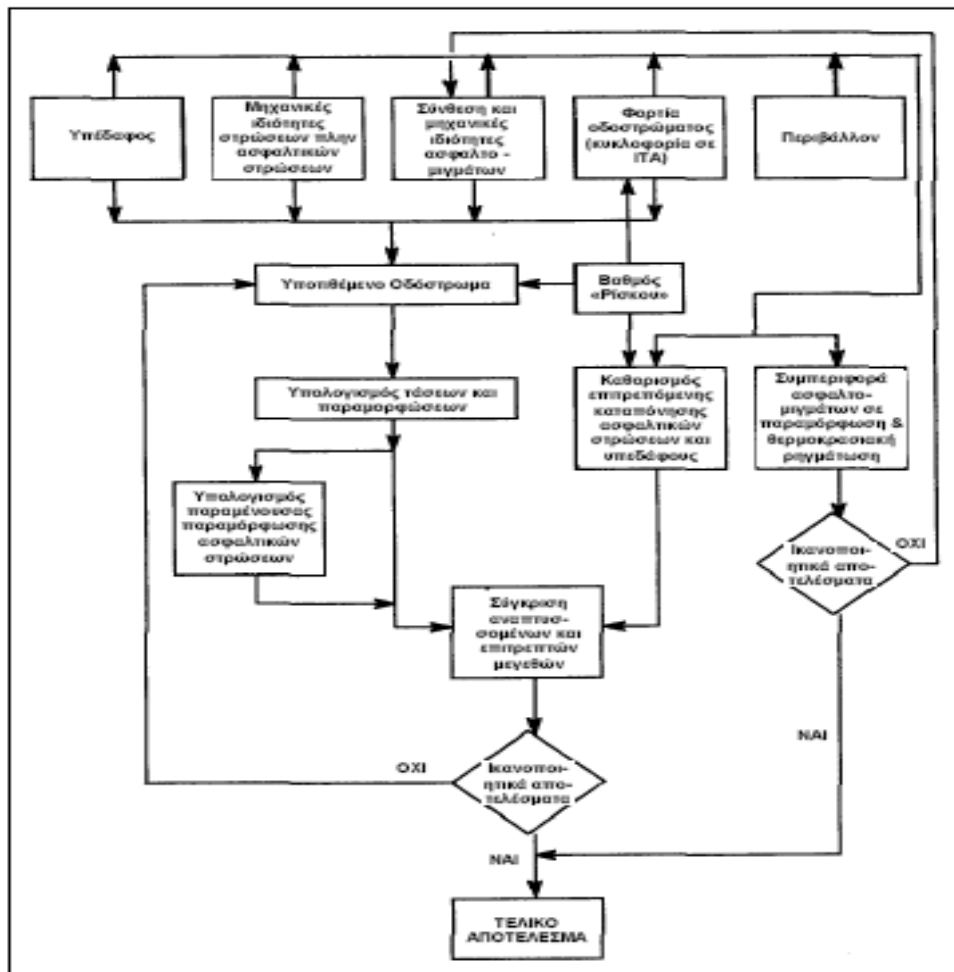 Υπέδαφος
Μηχανικές
ιδιότητες
στρώσεων πλην
ασφαλτικών
στρώσεων
Σύνθεση και
μηχανικές
ιδιότητες
ασφαλτο -
μιγμάτων
Φορτία
οδοστρώματος
(κυκλοφορία σε
ΙΤΑ)
Περιβάλλον
Υποτιθέμενο Οδόστρωμα
Βαθμός
«Ρίσκου»
Υπολογισμός τάσεων και
παραμορφώσεων
Καθαρισμός
επιτρεπόμενης
καταπόνησης
ασφαλτικών
στρώσεων και
υπεδάφους
Συμπεριφορά
ασφαλτο-
μιγμάτων σε
παραμόρφωση &
θερμοκρασιακή
ρηγμάτωση
Υπολογισμός
παραμένουσας
παραμόρφωσης
ασφαλτικών
στρώσεων
Ικανοποι-
ητικά απο-
τελέσματα
ΟΧΙ
Σύγκριση
αναπτυσ-
σομένων και
επιτρεπτών
μεγεθών
ΝΑΙ
ΟΧΙ
Ικανοποι-
ητικά απο-
τελέσματα
ΝΑΙ
ΤΕΛΙΚΟ
ΑΠΟΤΕΛΕΣΜΑ